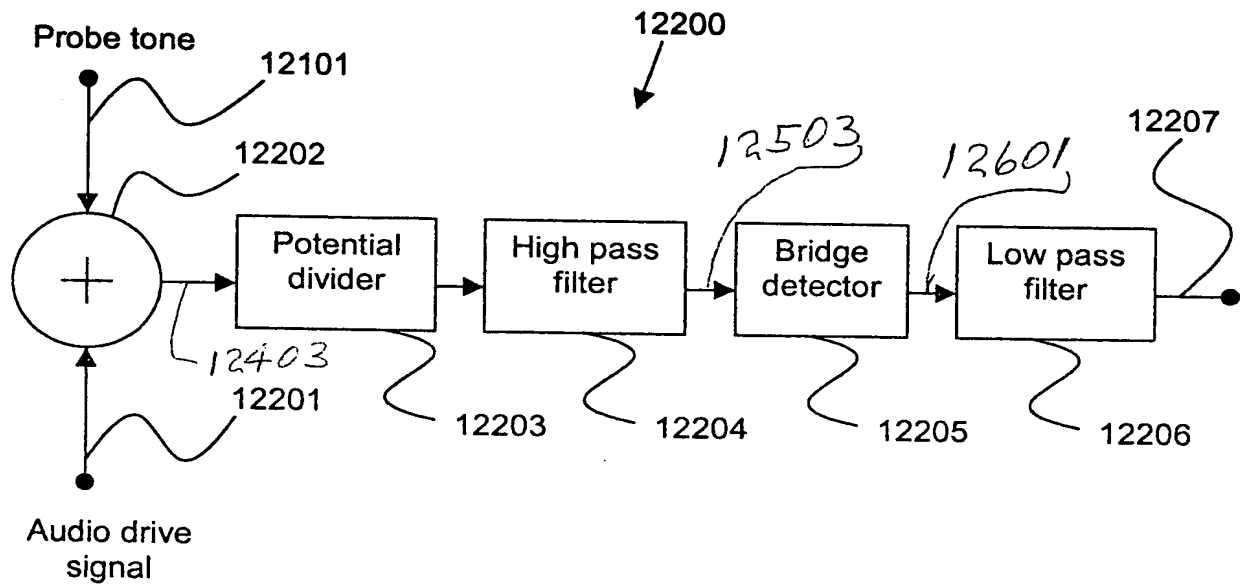 12200
Probe tone
12101
12207
12503
12601
12202
+
Potential
divider
High pass
filter
Bridge
detector
Low pass
filter
12403
12201
12203
12204
12205
12206
Audio drive
signal